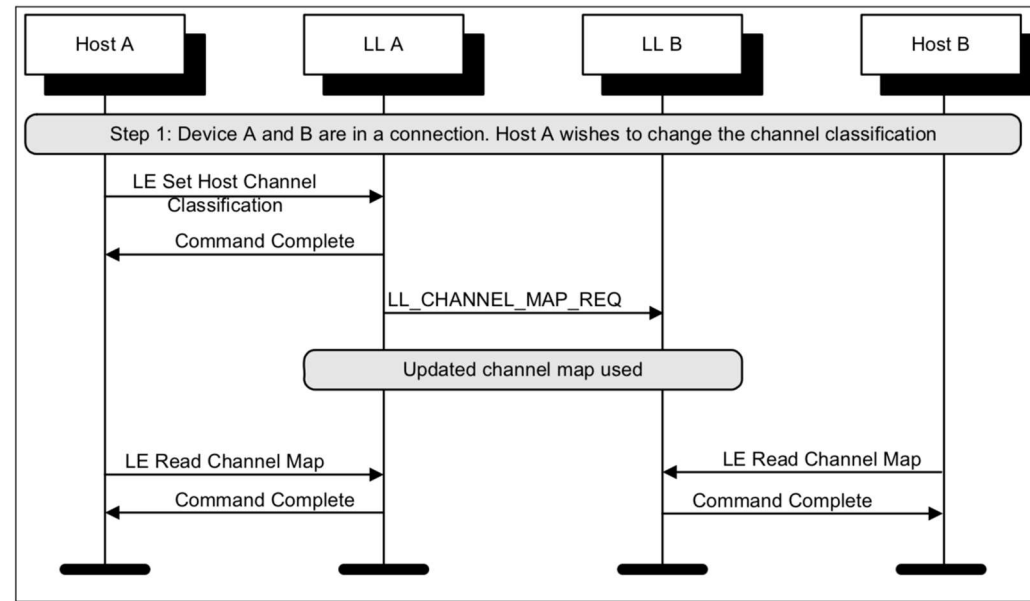 Host A
LL A
LL B
Host B
Step 1: Device A and B are in a connection. Host A wishes to change the channel classification
LE Set Host Channel
Classification
Command Complete
LL_CHANNEL_MAP_REQ
Updated channel map used
LE Read Channel Map
LE Read Channel Map
Command Complete
Command Complete